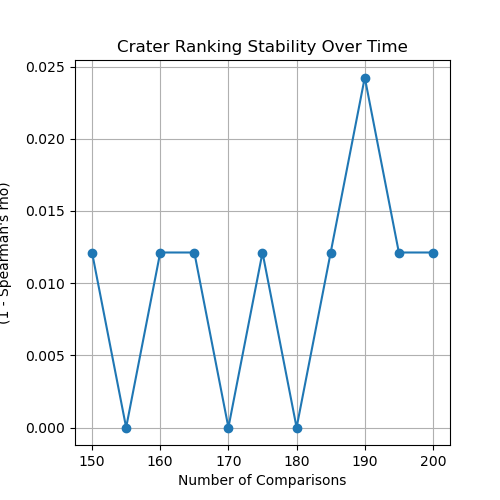 Crater Ranking Stability Over Time
(1 - Spearman's rho)
0.025
0.020
0.015
0.010
0.005
0.000
150 160 170 180 190 200
Number of Comparisons